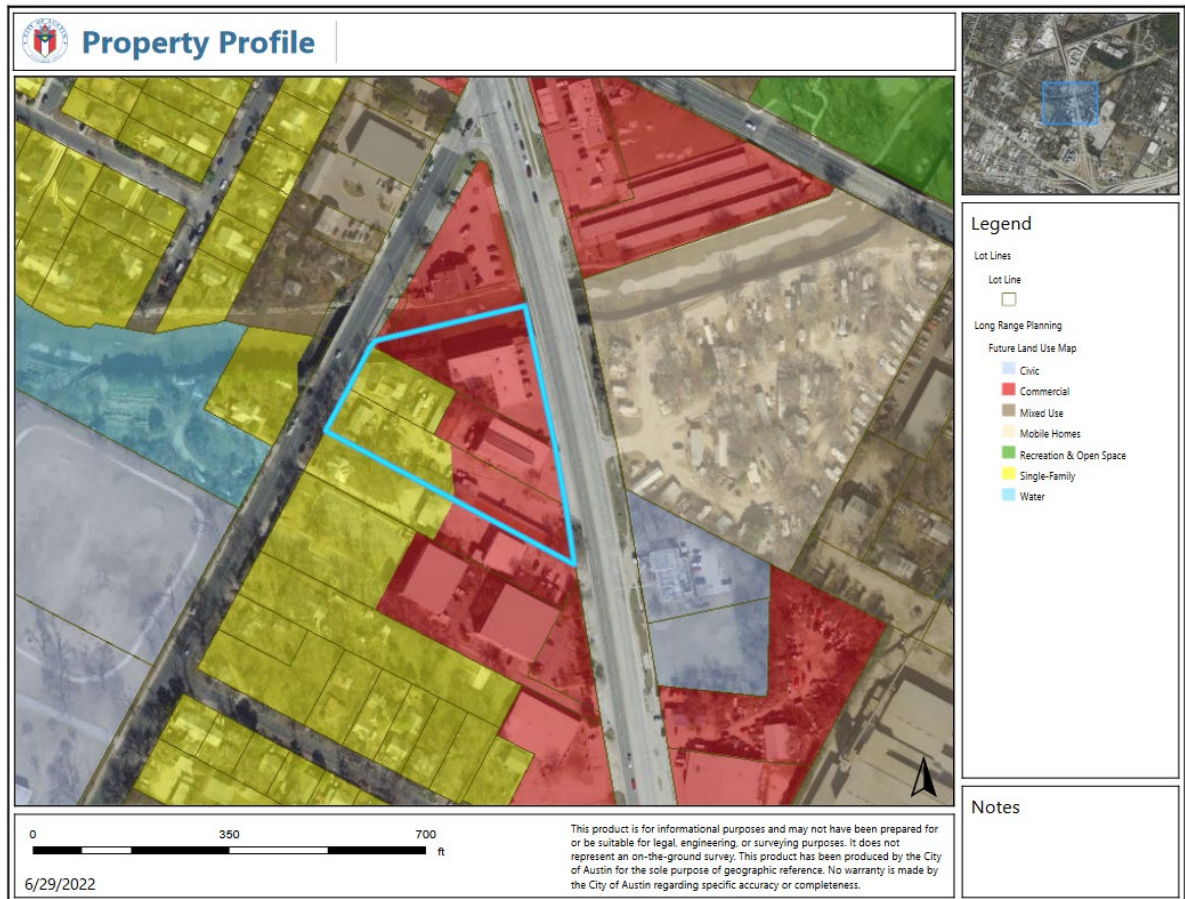 CITY OF AUSTIN
Property Profile
Legend
Lot Lines
Lot Line
Long Range Planning
Future Land Use Map
Civic
Commercial
Mixed Use
Mobile Homes
Recreation & Open Space
Single-Family
Water
Notes
0 350 700
ft
6/29/2022
This product is for informational purposes and may not have been prepared for
or be suitable for legal, engineering, or surveying purposes. It does not
represent an on-the-ground survey. This product has been produced by the City
of Austin for the sole purpose of geographic reference. No warranty is made by
the City of Austin regarding specific accuracy or completeness.